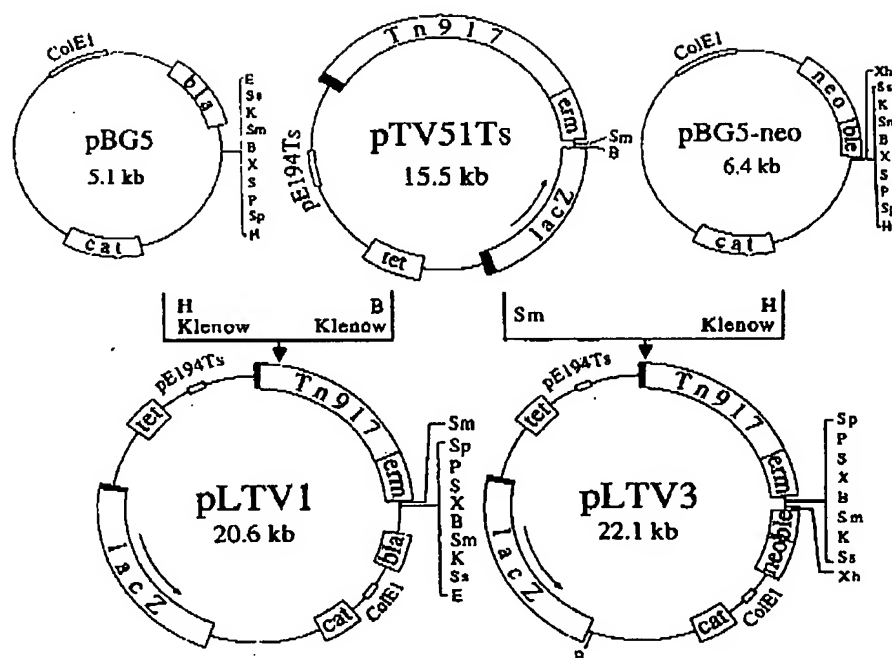 ColE1
bla
pBG5
5.1 kb
cat
E
Ss
K
Sm
B
X
S
P
Sp
H
Tn917
erm
Sm
B
pTV51Ts
15.5 kb
pE194Ts
lacZ
tet
ColE1
neo
ble
pBG5-neo
6.4 kb
cat
Xh
Ss
K
Sm
B
X
S
P
Sp
H
H
Klenow
B
Klenow
Sm
H
Klenow
pE194Ts
tet
Tn917
erm
pLTV1
20.6 kb
bla
ColE1
cat
lacZ
Sm
Sp
P
S
X
B
Sm
K
Ss
E
pE194Ts
tet
Tn917
erm
pLTV3
22.1 kb
neo
ble
ColE1
cat
B
lacZ
Sp
P
S
X
B
Sm
K
Ss
Xh